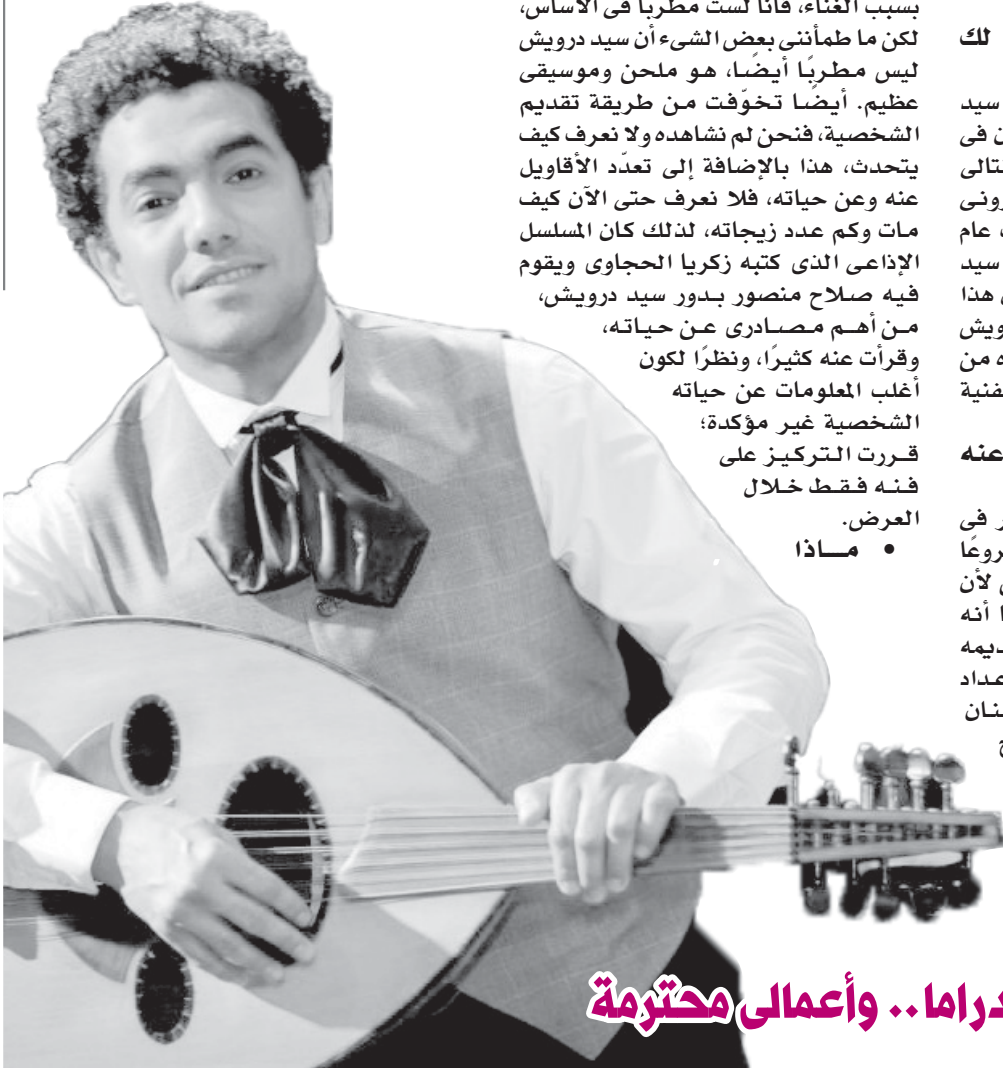 لك
سيد
ن فى
تالى
رونى
عام
سيد
هذا
ويش
ه من
فنية
عنه
ر فى
روعًا
لأن
ا أنه
ديمه
عداد
نان
بسبب الغناء، فأنا لست مطربا فى الأساس،
لكن ما طمأننى بعض الشىء أن سيد درويش
ليس مطربًا أيضًا، هو ملحن وموسيقى
عظيم. أيضًا تخوّفت من طريقة تقديم
الشخصية، فنحن لم نشاهده ولا نعرف كيف
يتحدث، هذا بالإضافة إلى تعدّد الأقاويل
عنه وعن حياته، فلا نعرف حتى الآن كيف
مات وكم عدد زيجاته، لذلك كان المسلسل
الإذاعى الذى كتبه زكريا الحجاوى ويقوم
فيه صلاح منصور بدور سيد درويش،
من أهم مصادرى عن حياته،
وقرأت عنه كثيرًا، ونظرًا لكون
أغلب المعلومات عن حياته
الشخصية غير مؤكدة؛
قررت التركيز على
فنه فقط خلال
العرض.
• ماذا
دراما.. وأعمالى محترمة